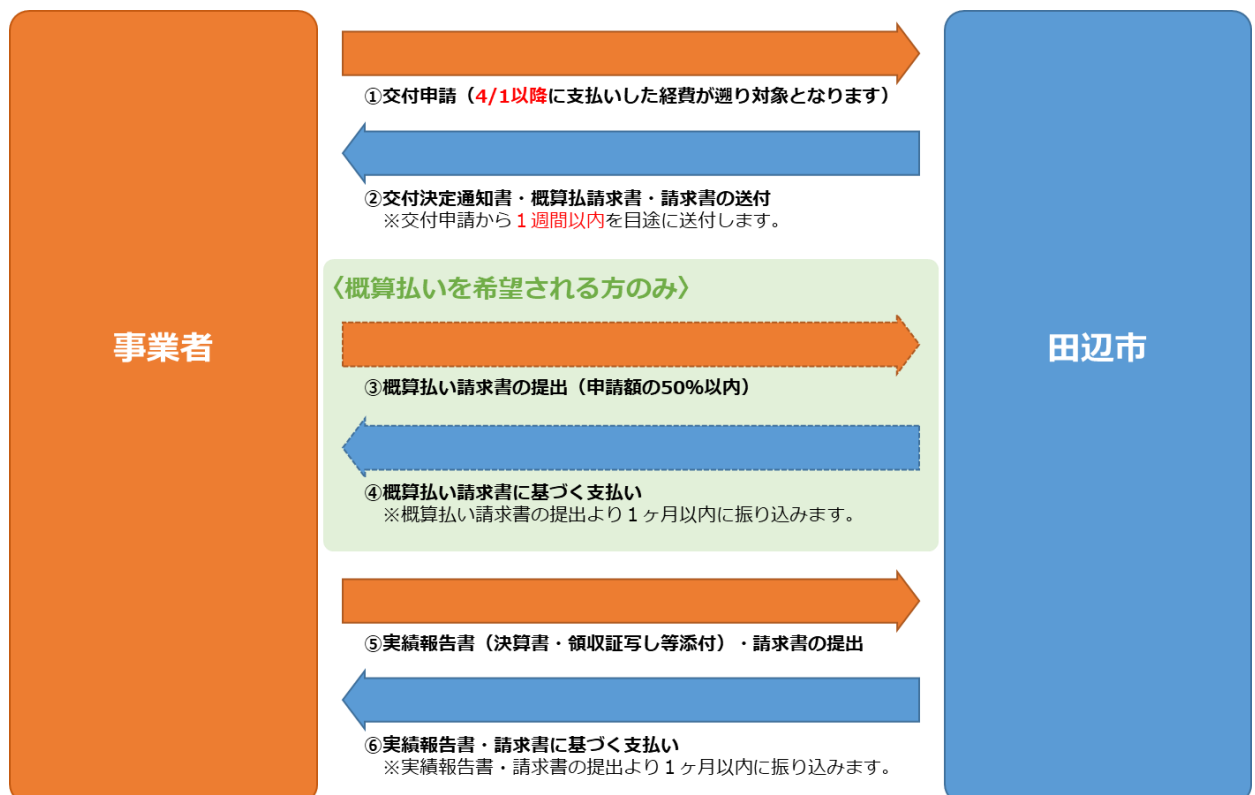 事業者
田辺市
①交付申請（4/1以降に支払いした経費が遡り対象となります）
②交付決定通知書・概算払請求書・請求書の送付
※交付申請から１週間以内を目途に送付します。
〈概算払いを希望される方のみ〉
③概算払い請求書の提出（申請額の50%以内）
④概算払い請求書に基づく支払い
※概算払い請求書の提出より１ヶ月以内に振り込みます。
⑤実績報告書（決算書・領収証写し等添付）・請求書の提出
⑥実績報告書・請求書に基づく支払い
※実績報告書・請求書の提出より１ヶ月以内に振り込みます。